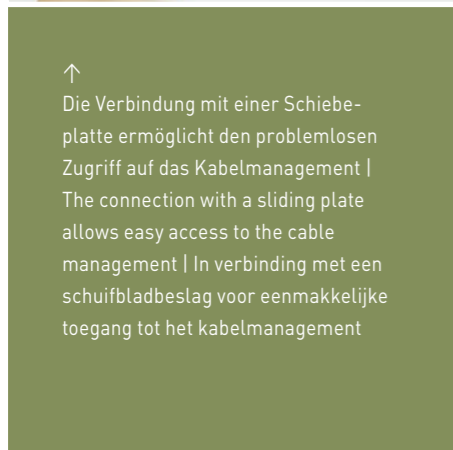 ↑
Die Verbindung mit einer Schiebe-
platte ermöglicht den problemlosen
Zugriff auf das Kabelmanagement |
The connection with a sliding plate
allows easy access to the cable
management | In verbinding met een
schuifbladbeslag voor eenmakkelijke
toegang tot het kabelmanagement